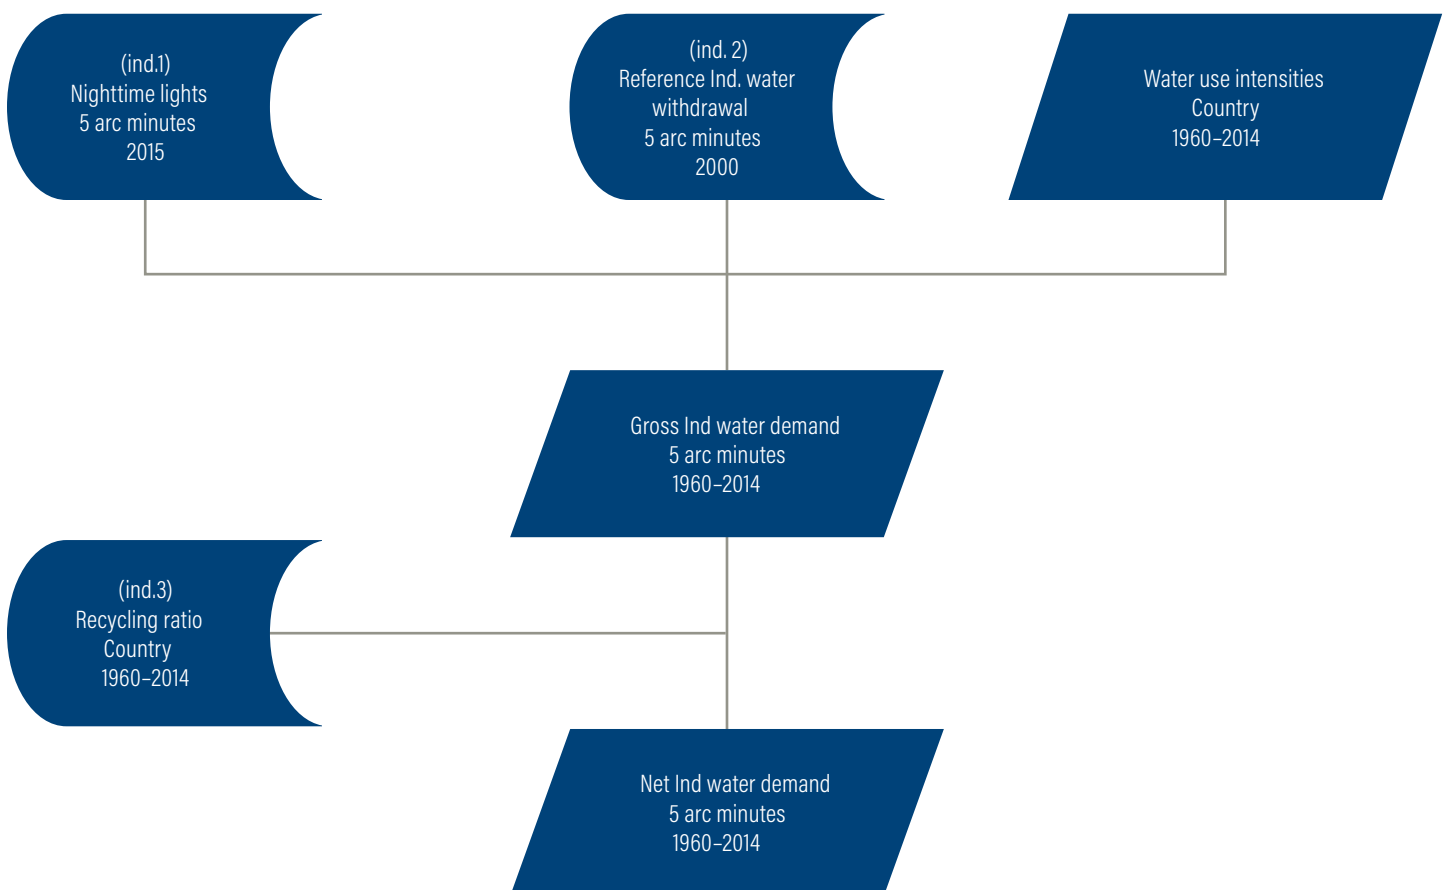 (ind.1)
Nighttime lights
5 arc minutes
2015
(ind. 2)
Reference Ind. water
withdrawal
5 arc minutes
2000
Water use intensities
Country
1960–2014
Gross Ind water demand
5 arc minutes
1960–2014
(ind.3)
Recycling ratio
Country
1960–2014
Net Ind water demand
5 arc minutes
1960–2014